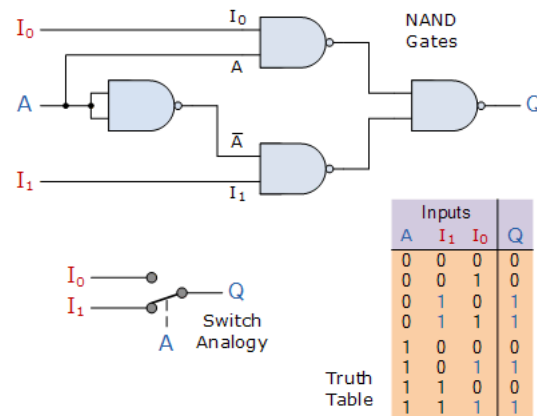 I₀
I₀
NAND
Gates
A
A
Q
A̅
I₁
I₁
I₀
I₁
Q
Switch
Analogy
A
Inputs
A I₁ I₀ Q
0 0 0 0
0 0 1 0
0 1 0 1
0 1 1 1
1 0 0 0
1 0 1 1
1 1 0 0
1 1 1 1
Truth
Table